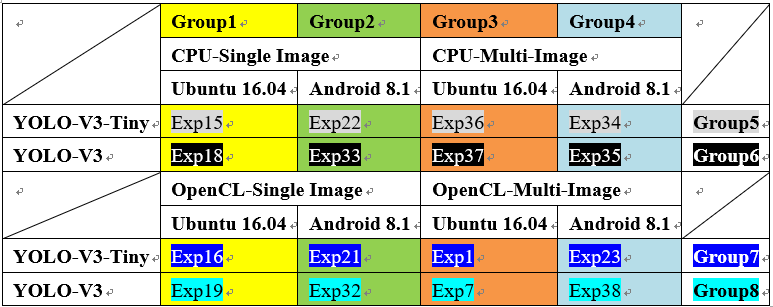 Group1 Group2 Group3 Group4
CPU-Single Image CPU-Multi-Image
Ubuntu 16.04 Android 8.1 Ubuntu 16.04 Android 8.1
YOLO-V3-Tiny Exp15 Exp22 Exp36 Exp34 Group5
YOLO-V3 Exp18 Exp33 Exp37 Exp35 Group6
OpenCL-Single Image OpenCL-Multi-Image
Ubuntu 16.04 Android 8.1 Ubuntu 16.04 Android 8.1
YOLO-V3-Tiny Exp16 Exp21 Exp1 Exp23 Group7
YOLO-V3 Exp19 Exp32 Exp7 Exp38 Group8